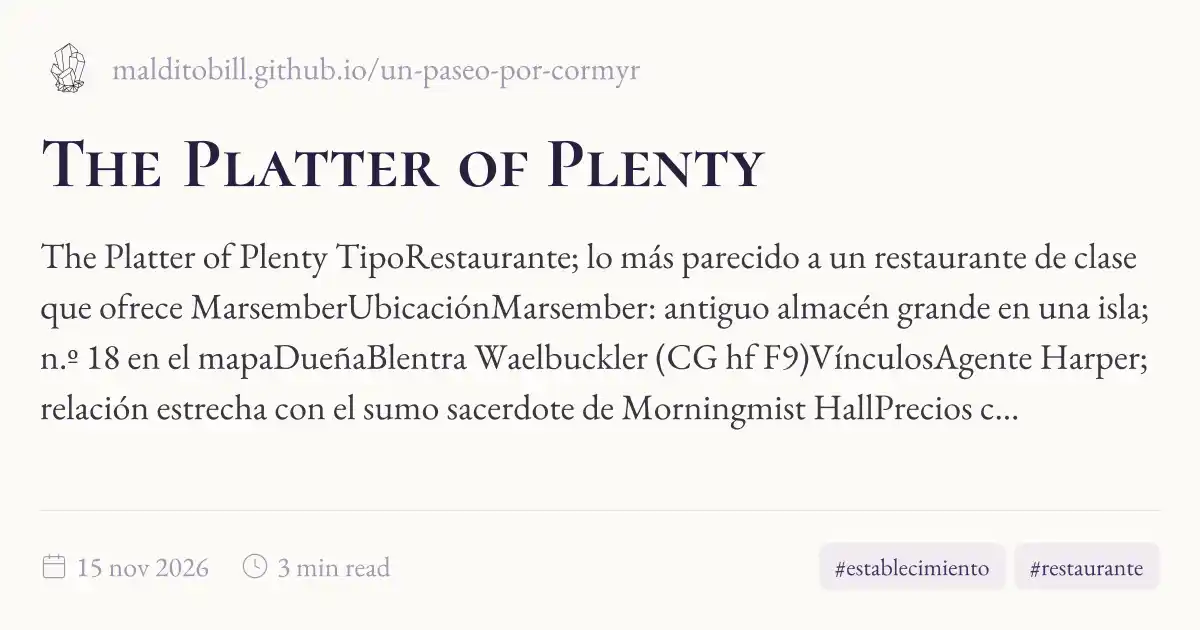 malditobill.github.io/un-paseo-por-cormyr
The Platter of Plenty
The Platter of Plenty TipoRestaurante; lo más parecido a un restaurante de clase
que ofrece MarsemberUbicaciónMarsember: antiguo almacén grande en una isla;
n.º 18 en el mapaDueñaBlentra Waelbuckler (CG hf F9)VínculosAgente Harper;
relación estrecha con el sumo sacerdote de Morningmist HallPrecios c...
15 nov 2026 3 min read #establecimiento #restaurante